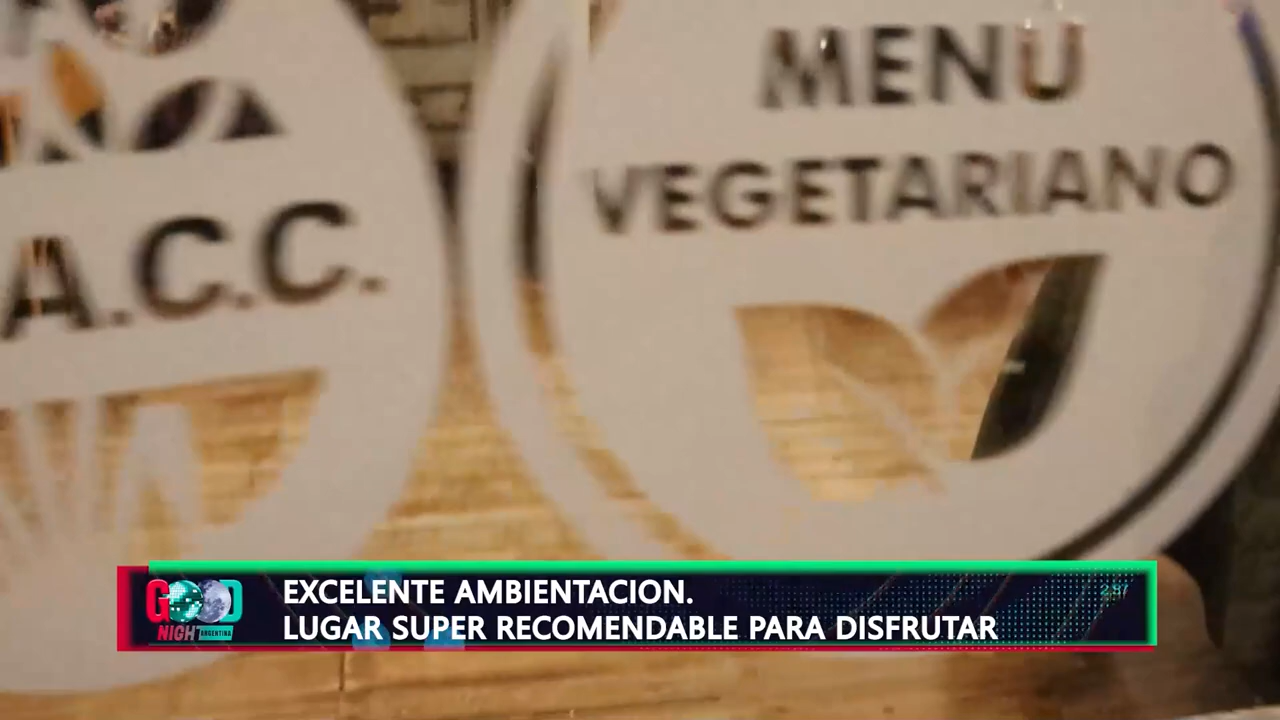 MENÚ
VEGETARIANO
A.C.C.
GOOD
NIGHT ARGENTINA
EXCELENTE AMBIENTACION.
LUGAR SUPER RECOMENDABLE PARA DISFRUTAR